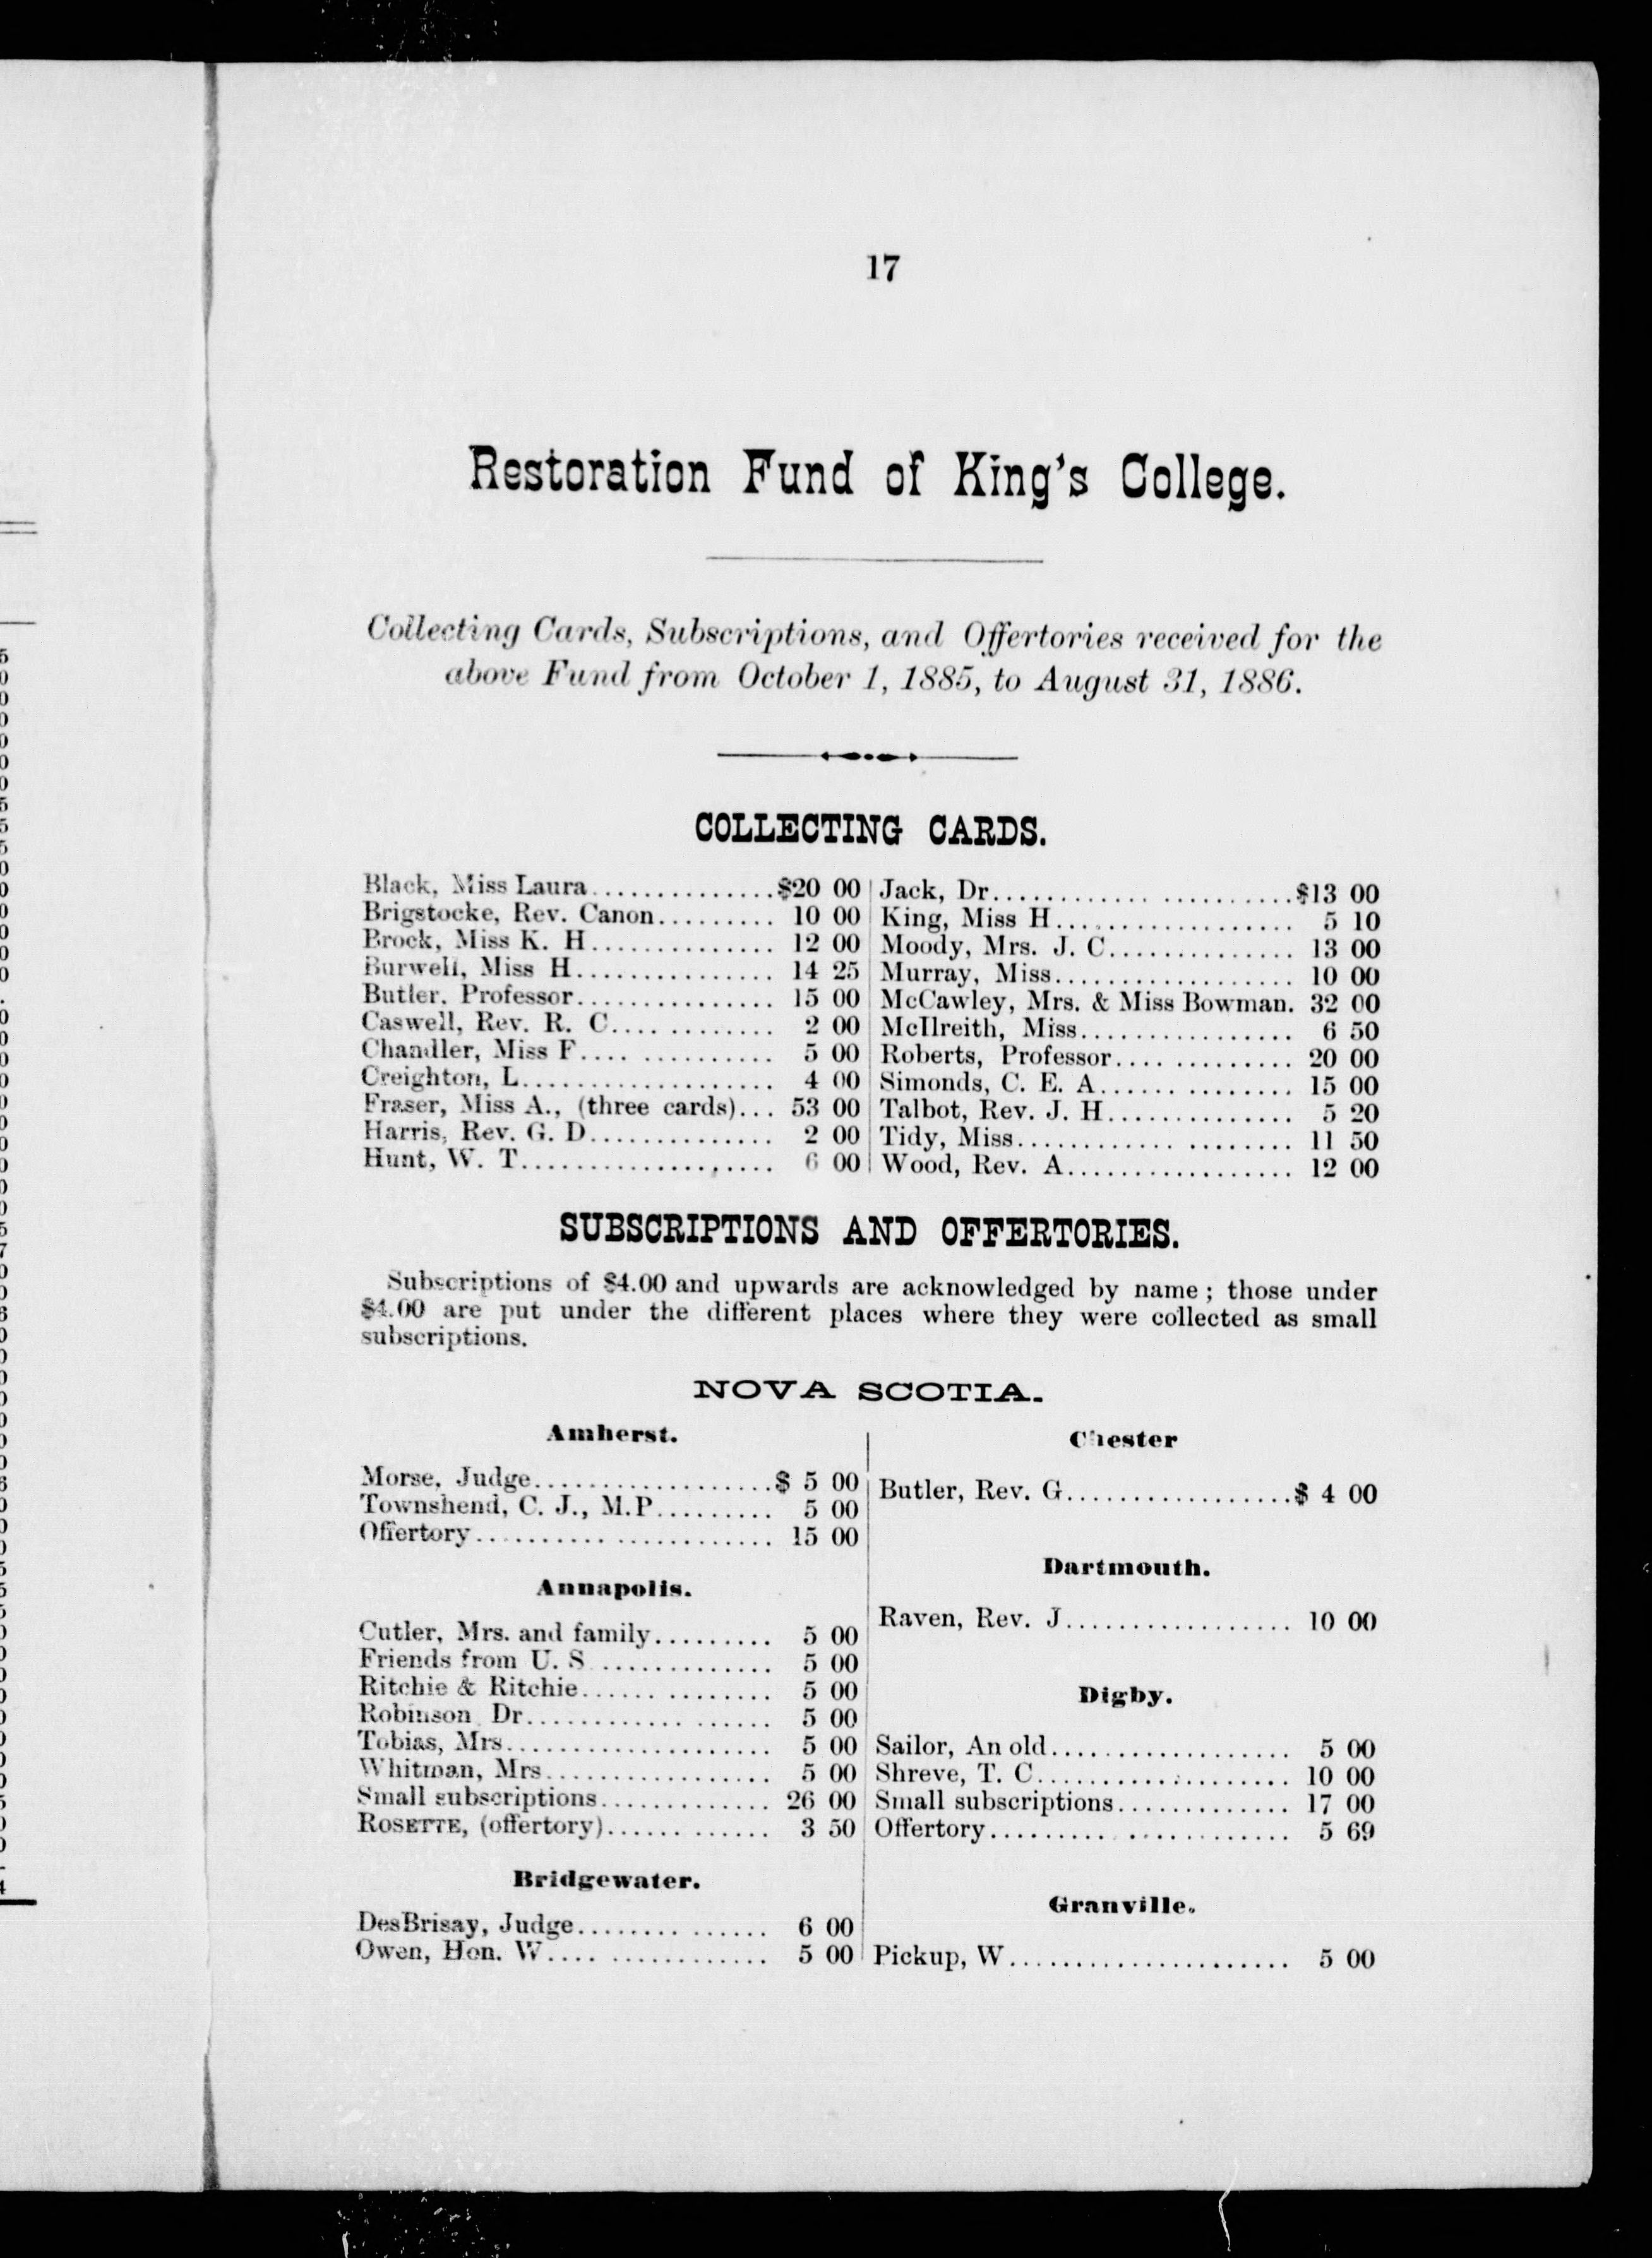 17
Restoration Fund of King's College.
Collecting Cards, Subscriptions, and Offertories received for the
above Fund from October 1, 1885, to August 31, 1886.
COLLECTING CARDS.
Black, Miss Laura...............$20 00
Brigstocke, Rev. Canon.......... 10 00
Brock, Miss K. H............... 12 00
Burwell, Miss H................ 14 25
Butler, Professor................ 15 00
Caswell, Rev. R. C............. 2 00
Chandler, Miss F............... 5 00
Creighton, L................... 4 00
Fraser, Miss A., (three cards)... 53 00
Harris, Rev. G. D.............. 2 00
Hunt, W. T.................... 6 00
Jack, Dr.......................$13 00
King, Miss H.................. 5 10
Moody, Mrs. J. C.............. 13 00
Murray, Miss.................. 10 00
McCawley, Mrs. & Miss Bowman. 32 00
McIlreith, Miss................ 6 50
Roberts, Professor.............. 20 00
Simonds, C. E. A............... 15 00
Talbot, Rev. J. H.............. 5 20
Tidy, Miss.................... 11 50
Wood, Rev. A................. 12 00
SUBSCRIPTIONS AND OFFERTORIES.
Subscriptions of $4.00 and upwards are acknowledged by name; those under
$4.00 are put under the different places where they were collected as small
subscriptions.
NOVA SCOTIA.
Amherst.
Morse, Judge..................$ 5 00
Townshend, C. J., M.P.......... 5 00
Offertory...................... 15 00
Annapolis.
Cutler, Mrs. and family......... 5 00
Friends from U. S.............. 5 00
Ritchie & Ritchie.............. 5 00
Robinson Dr.................. 5 00
Tobias, Mrs.................... 5 00
Whitman, Mrs................. 5 00
Small subscriptions............. 26 00
ROSETTE, (offertory)............ 3 50
Bridgewater.
DesBrisay, Judge.............. 6 00
Owen, Hon. W................ 5 00
Chester
Butler, Rev. G.................$ 4 00
Dartmouth.
Raven, Rev. J................. 10 00
Digby.
Sailor, An old.................. 5 00
Shreve, T. C................... 10 00
Small subscriptions............. 17 00
Offertory...................... 5 69
Granville.
Pickup, W..................... 5 00